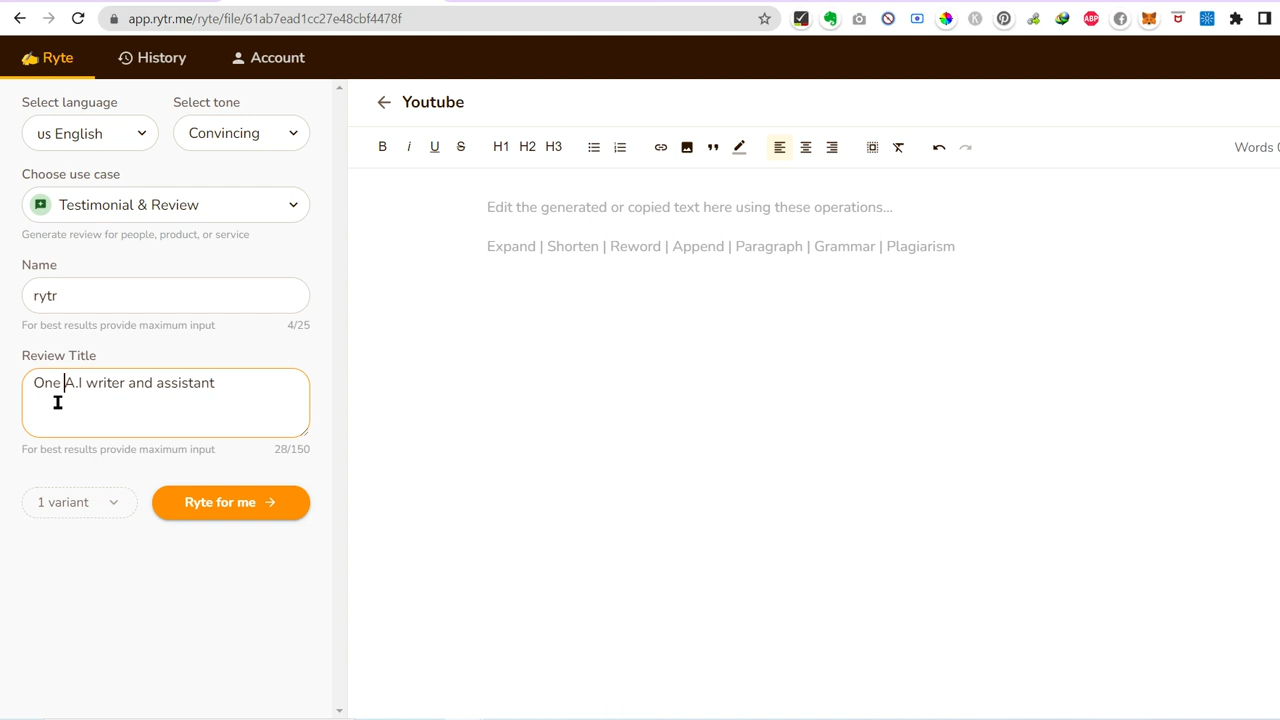 app.rytr.me/ryte/file/61ab7ead1cc27e48cbf4478f
ABP
Ryte
History
Account
Select language
Select tone
us English
Convincing
Choose use case
Testimonial & Review
Generate review for people, product, or service
Name
rytr
For best results provide maximum input
4/25
Review Title
One A.I writer and assistant
For best results provide maximum input
28/150
1 variant
Ryte for me
Youtube
B i U S H1 H2 H3
Words
Edit the generated or copied text here using these operations...
Expand | Shorten | Reword | Append | Paragraph | Grammar | Plagiarism